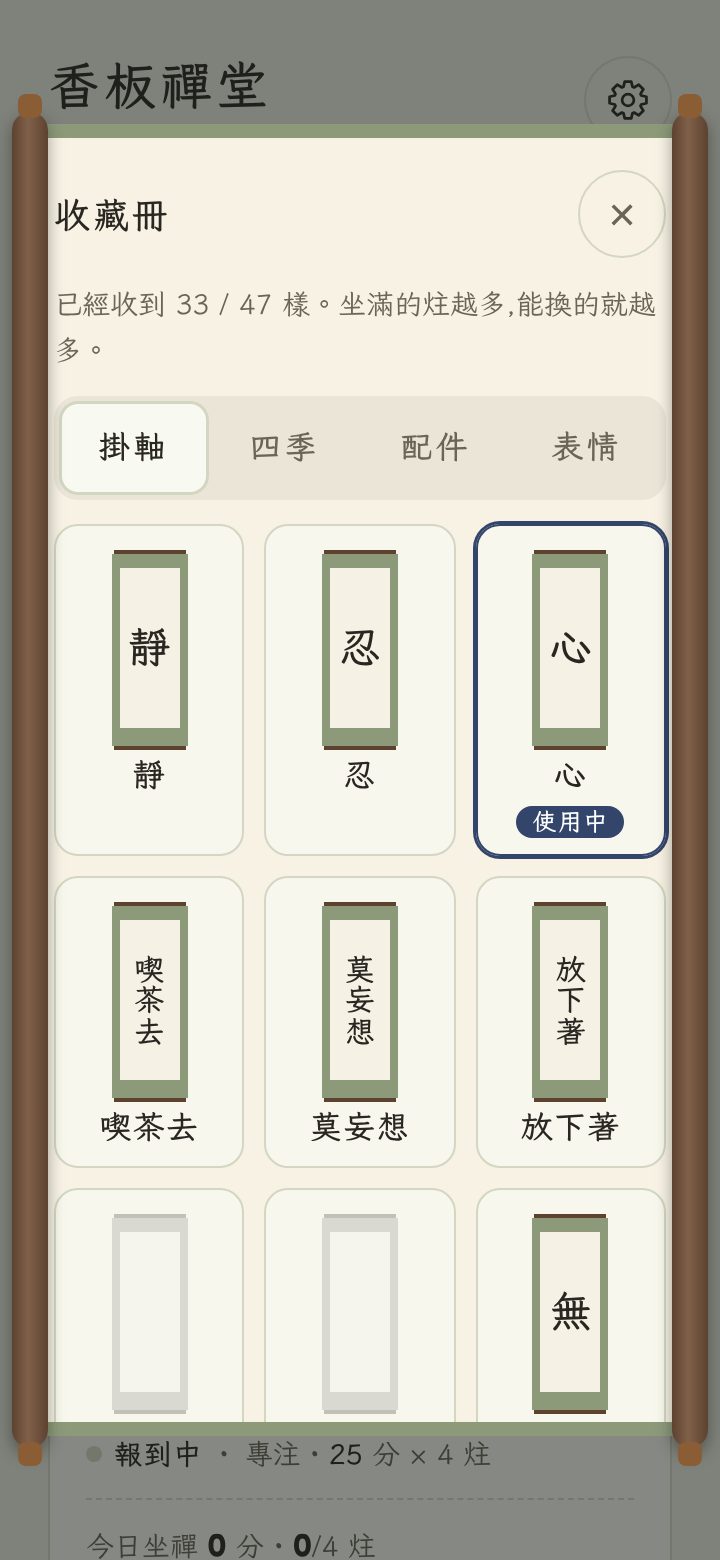 香板禪堂
收藏冊
已經收到 33 / 47 樣。坐滿的炷越多,能換的就越
多。
掛軸 四季 配件 表情
靜 忍 心
靜 忍 心
使用中
喫茶去 莫妄想 放下著
喫茶去 莫妄想 放下著
無
報到中 · 專注 · 25 分 × 4 炷
今日坐禪 0 分 · 0/4 炷